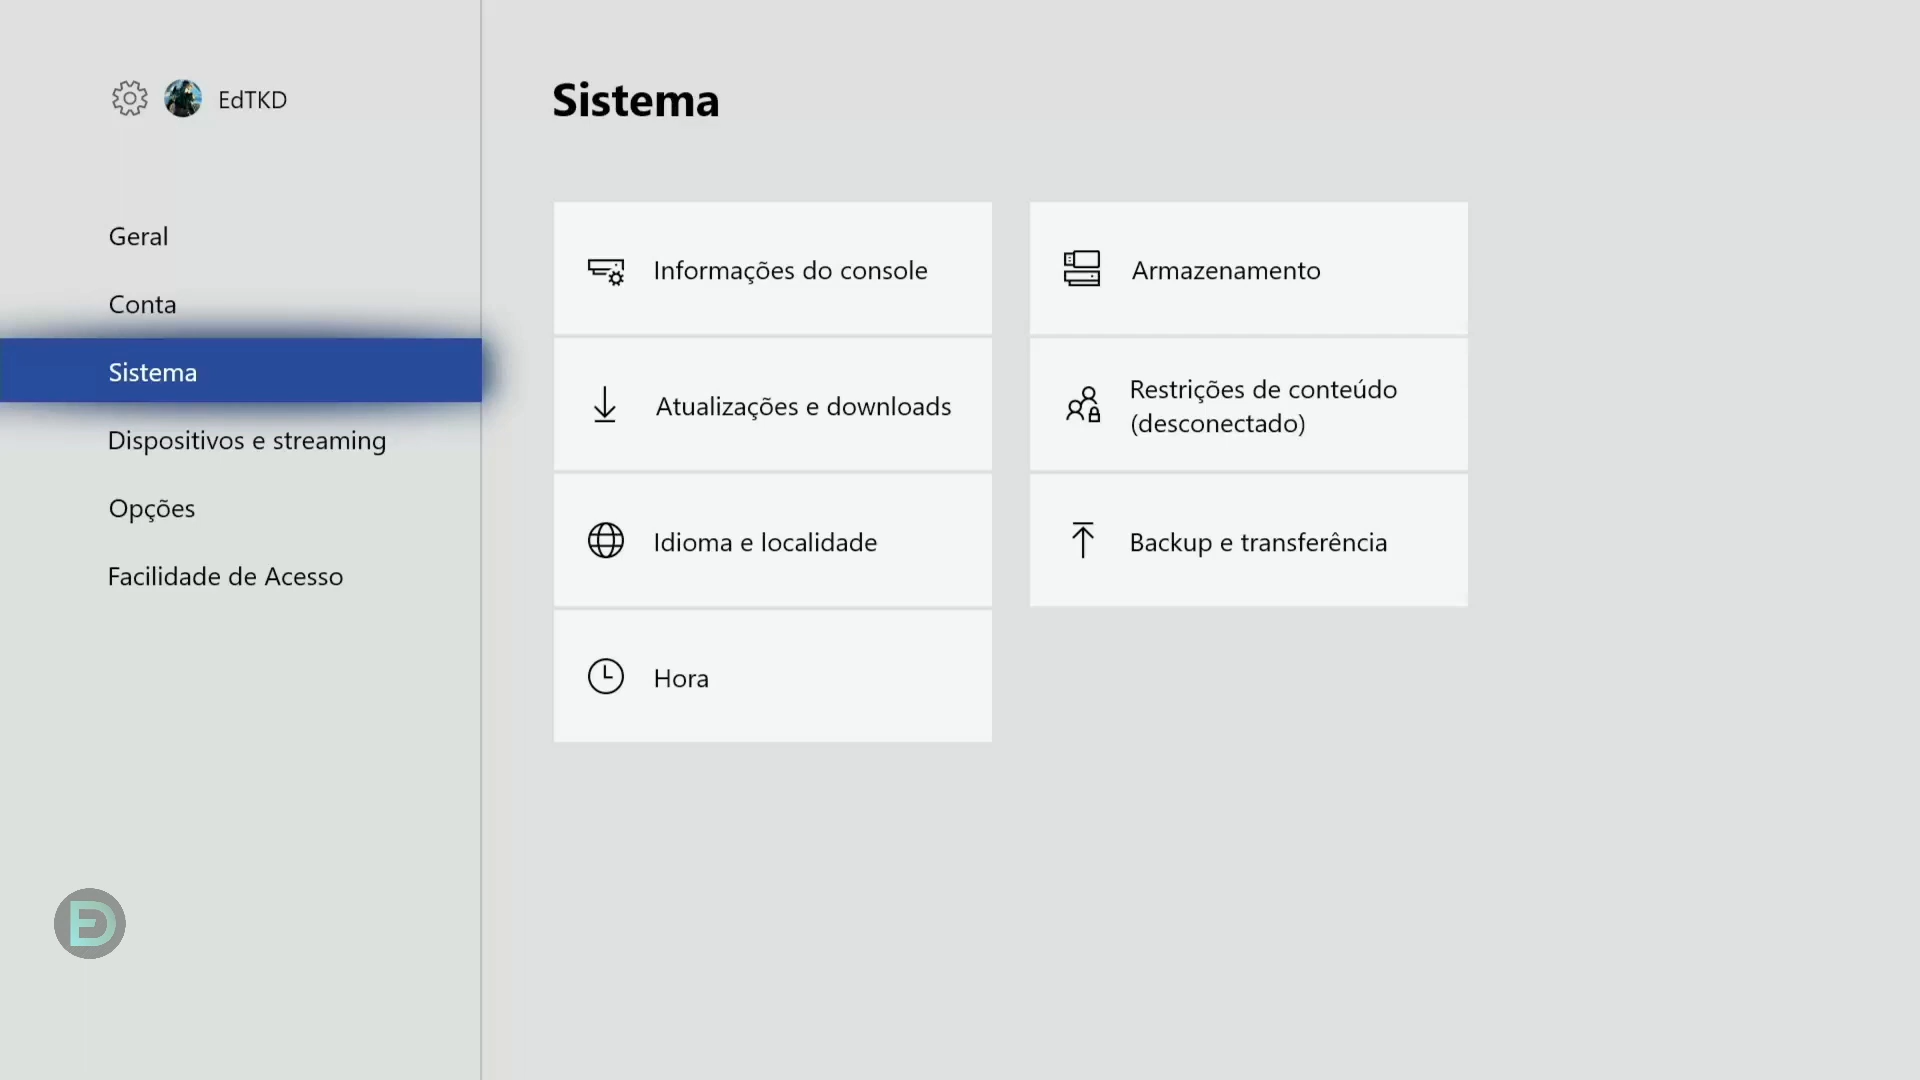 EdTKD
Geral
Conta
Sistema
Dispositivos e streaming
Opções
Facilidade de Acesso
Sistema
Informações do console
Atualizações e downloads
Idioma e localidade
Hora
Armazenamento
Restrições de conteúdo
(desconectado)
Backup e transferência